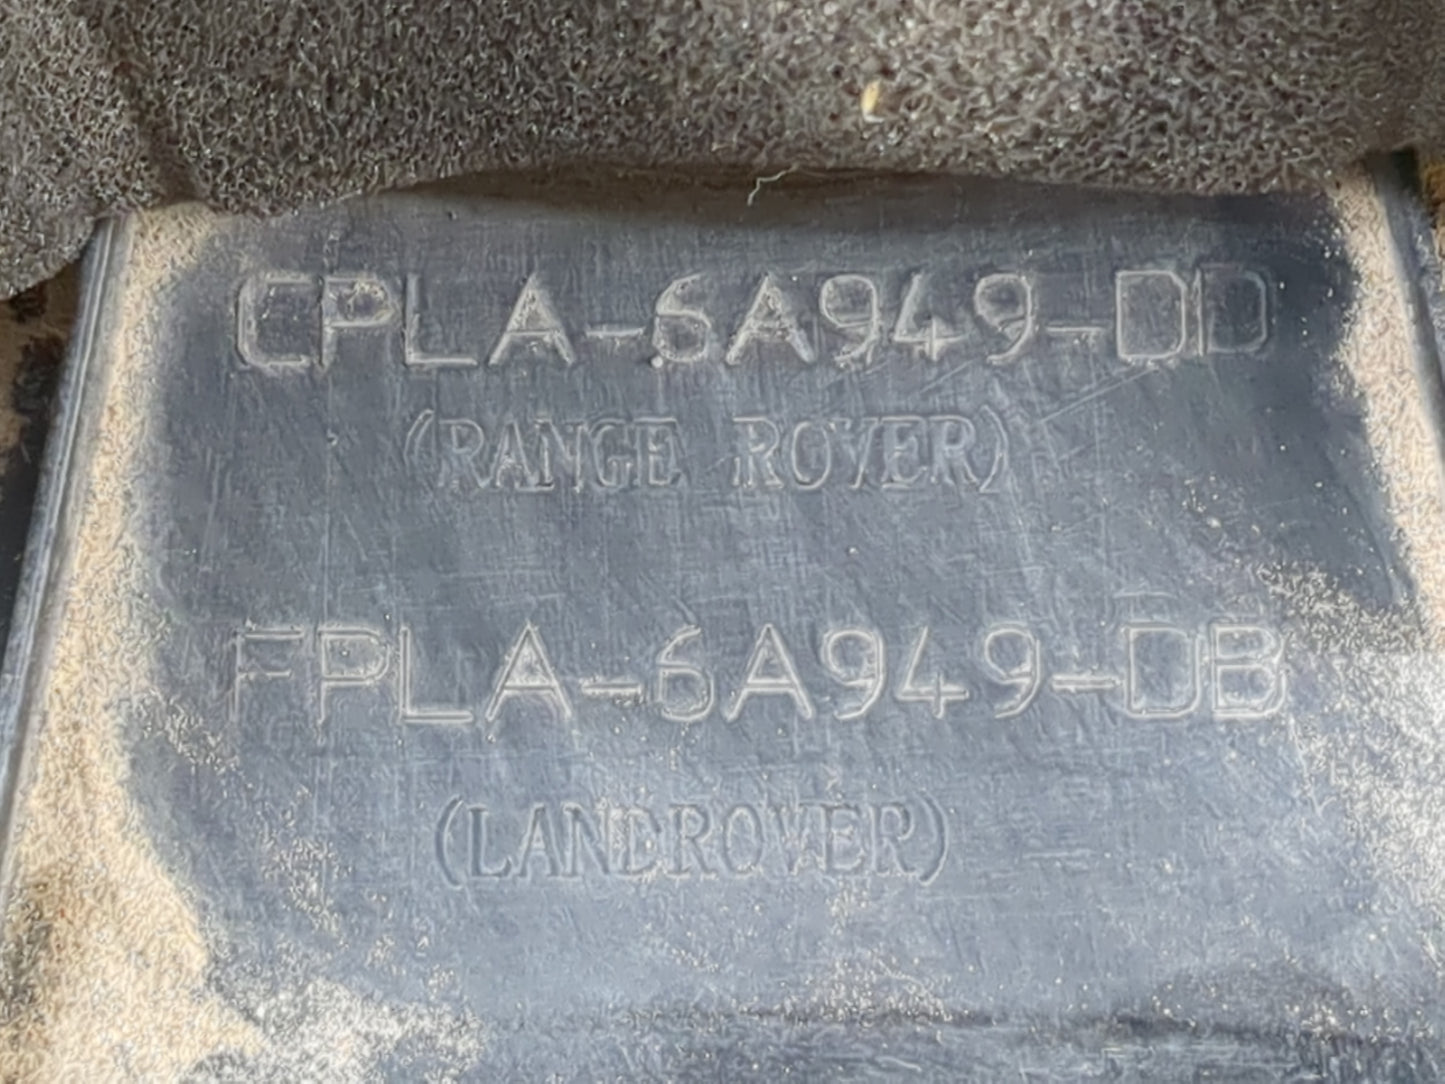 CPLA-6A949-DD
(RANGE ROVER)
FPLA-6A949-DB
(LANDROVER)